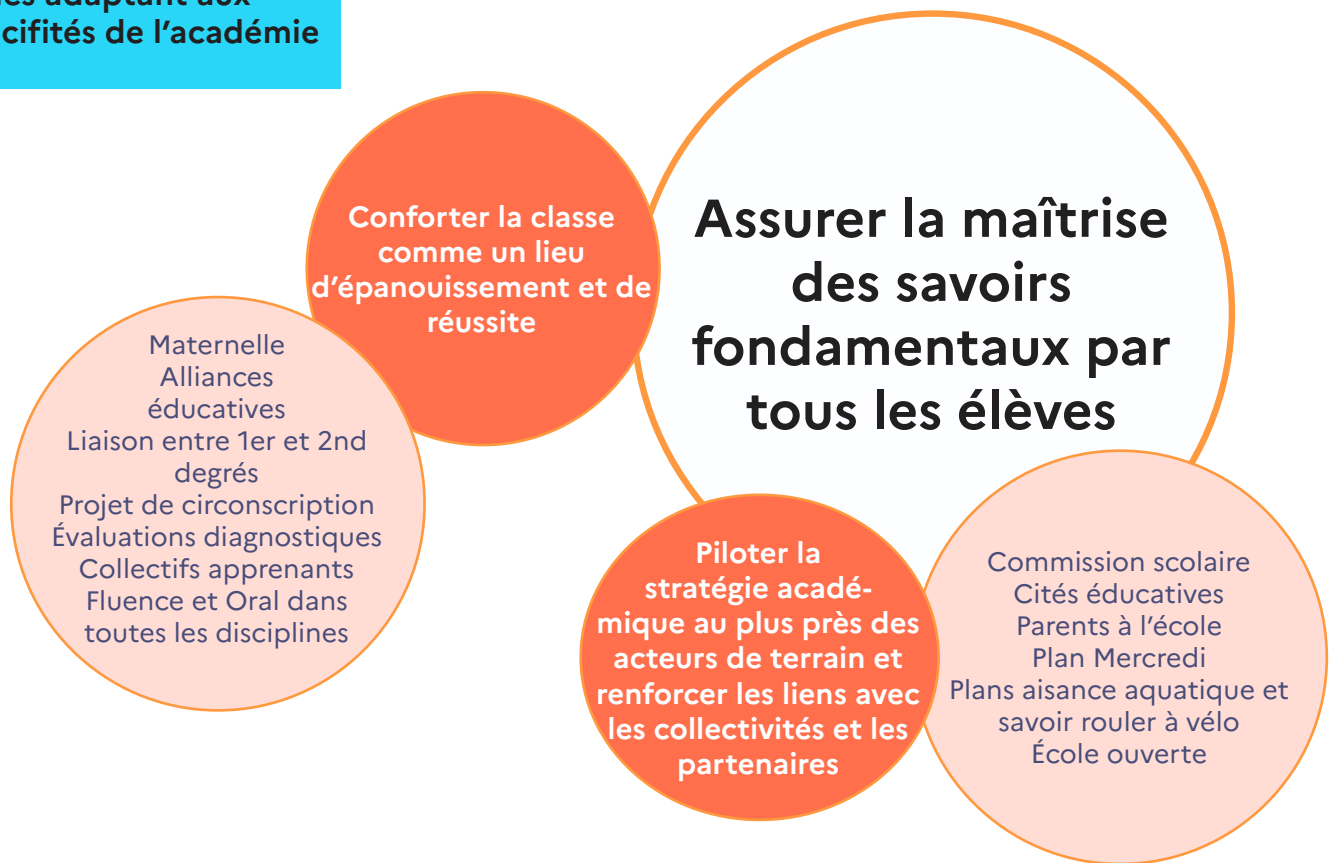 les adaptant aux
cifités de l'académie
Conforter la classe
comme un lieu
d'épanouissement et de
réussite
Assurer la maîtrise
des savoirs
fondamentaux par
tous les élèves
Maternelle
Alliances
éducatives
Liaison entre 1er et 2nd
degrés
Projet de circonscription
Évaluations diagnostiques
Collectifs apprenants
Fluence et Oral dans
toutes les disciplines
Piloter la
stratégie acadé-
mique au plus près des
acteurs de terrain et
renforcer les liens avec
les collectivités et les
partenaires
Commission scolaire
Cités éducatives
Parents à l'école
Plan Mercredi
Plans aisance aquatique et
savoir rouler à vélo
École ouverte